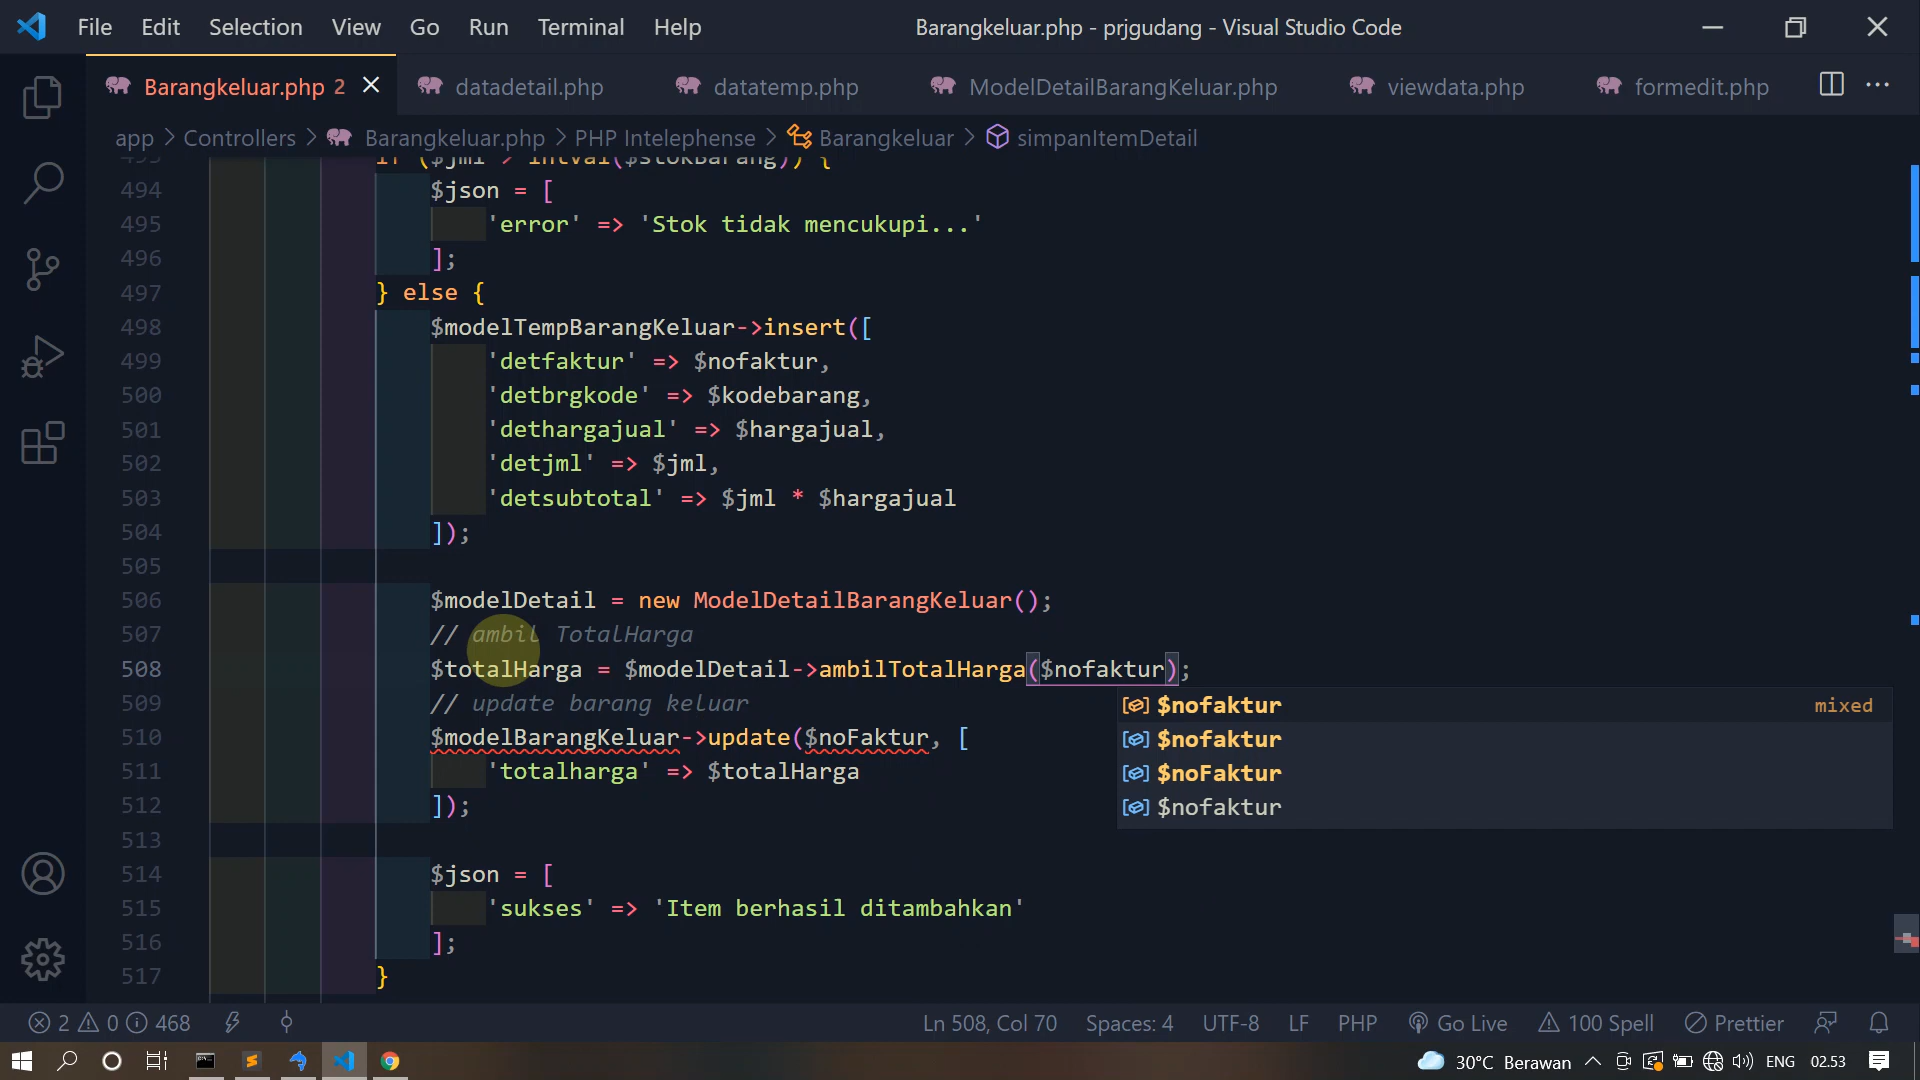 File Edit Selection View Go Run Terminal Help Barangkeluar.php - prjgudang - Visual Studio Code
Barangkeluar.php 2 datadetail.php datatemp.php ModelDetailBarangKeluar.php viewdata.php formedit.php
app > Controllers > Barangkeluar.php > PHP Intelephense > Barangkeluar > simpanItemDetail
493 if ($jml > intval($stokBarang)) {
494 $json = [
495 'error' => 'Stok tidak mencukupi...'
496 ];
497 } else {
498 $modelTempBarangKeluar->insert([
499 'detfaktur' => $nofaktur,
500 'detbrgkode' => $kodebarang,
501 'dethargajual' => $hargajual,
502 'detjml' => $jml,
503 'detsubtotal' => $jml * $hargajual
504 ]);
505
506 $modelDetail = new ModelDetailBarangKeluar();
507 // ambil TotalHarga
508 $totalHarga = $modelDetail->ambilTotalHarga($nofaktur);
509 // update barang keluar
510 $modelBarangKeluar->update($noFaktur, [
511 'totalharga' => $totalHarga
512 ]);
513
514 $json = [
515 'sukses' => 'Item berhasil ditambahkan'
516 ];
517 }
$nofaktur mixed
$nofaktur
$noFaktur
$nofaktur
2 0 468 Ln 508, Col 70 Spaces: 4 UTF-8 LF PHP Go Live 100 Spell Prettier
30°C Berawan ENG 02.53